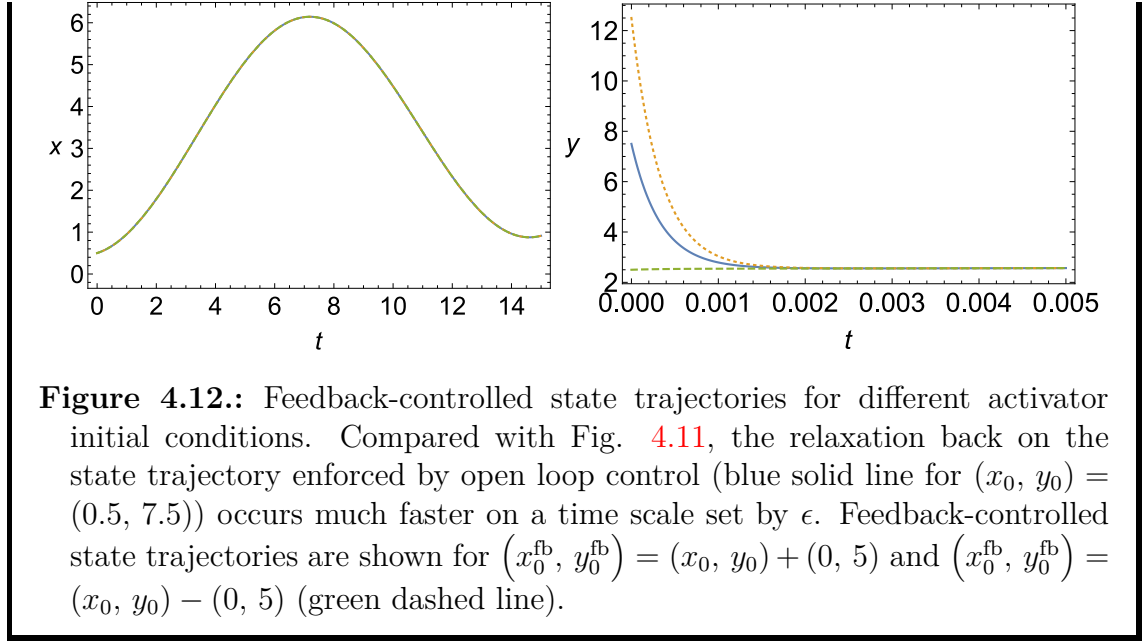 6
5
4
x 3
2
1
0
0 2 4 6 8 10 12 14
t
12
10
8
y
6
4
2
0.000 0.001 0.002 0.003 0.004 0.005
t
Figure 4.12.: Feedback-controlled state trajectories for different activator
initial conditions. Compared with Fig. 4.11, the relaxation back on the
state trajectory enforced by open loop control (blue solid line for (x₀, y₀) =
(0.5, 7.5)) occurs much faster on a time scale set by ϵ. Feedback-controlled
state trajectories are shown for (x₀ᶠᵇ, y₀ᶠᵇ) = (x₀, y₀) + (0, 5) and (x₀ᶠᵇ, y₀ᶠᵇ) =
(x₀, y₀) − (0, 5) (green dashed line).